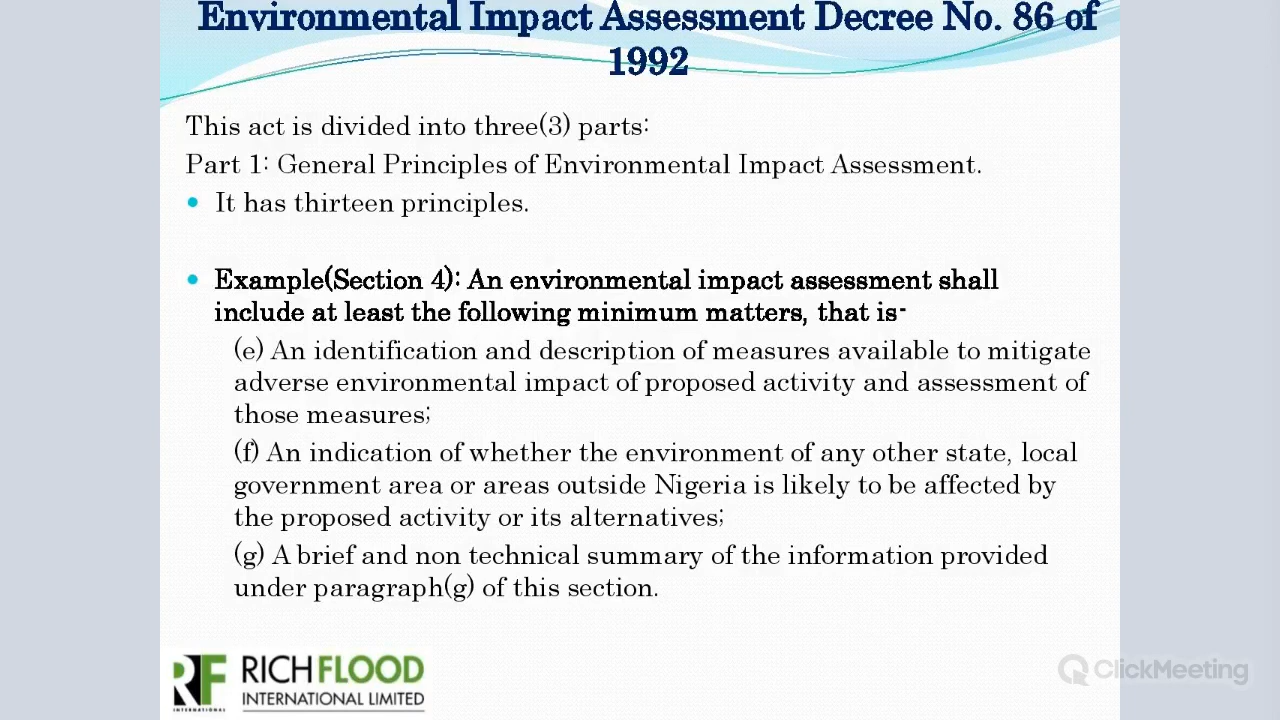 Environmental Impact Assessment Decree No. 86 of
1992
This act is divided into three(3) parts:
Part 1: General Principles of Environmental Impact Assessment.
• It has thirteen principles.
• Example(Section 4): An environmental impact assessment shall
include at least the following minimum matters, that is-
(e) An identification and description of measures available to mitigate
adverse environmental impact of proposed activity and assessment of
those measures;
(f) An indication of whether the environment of any other state, local
government area or areas outside Nigeria is likely to be affected by
the proposed activity or its alternatives;
(g) A brief and non technical summary of the information provided
under paragraph(g) of this section.
RF
INTERNATIONAL
RICHFLOOD
INTERNATIONAL LIMITED
ClickMeeting